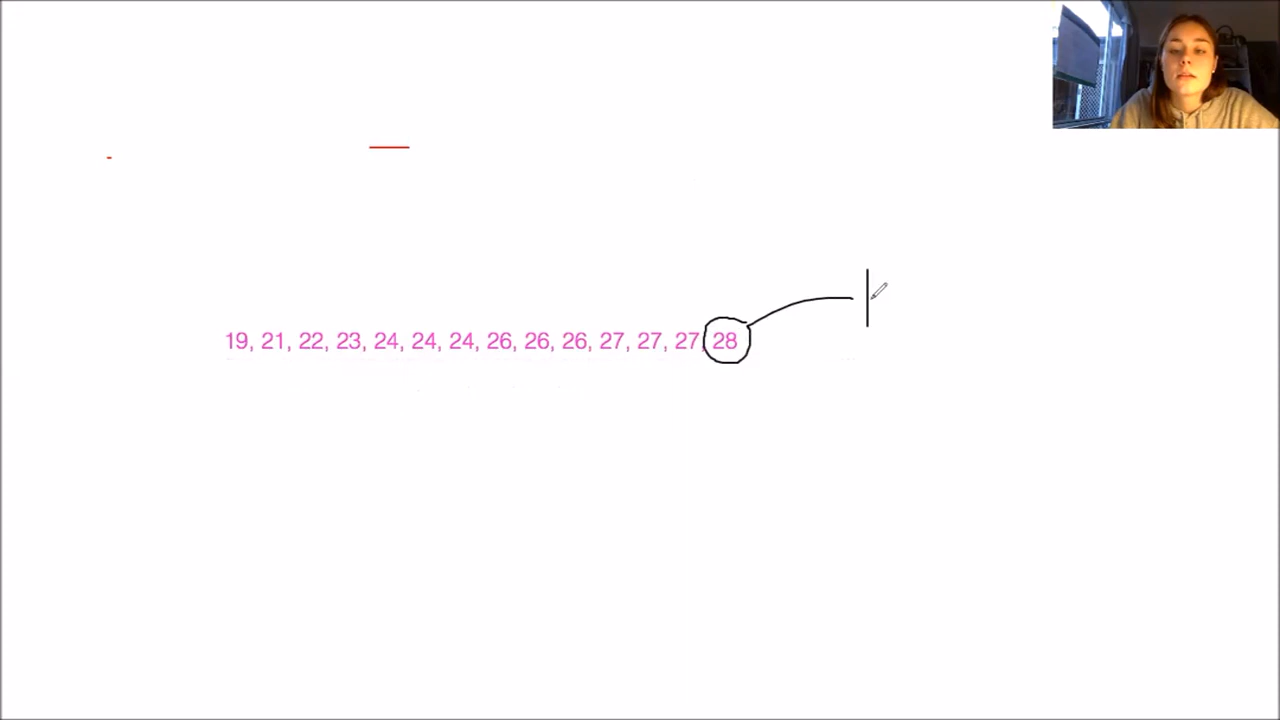 19, 21, 22, 23, 24, 24, 24, 26, 26, 26, 27, 27, 27, 28